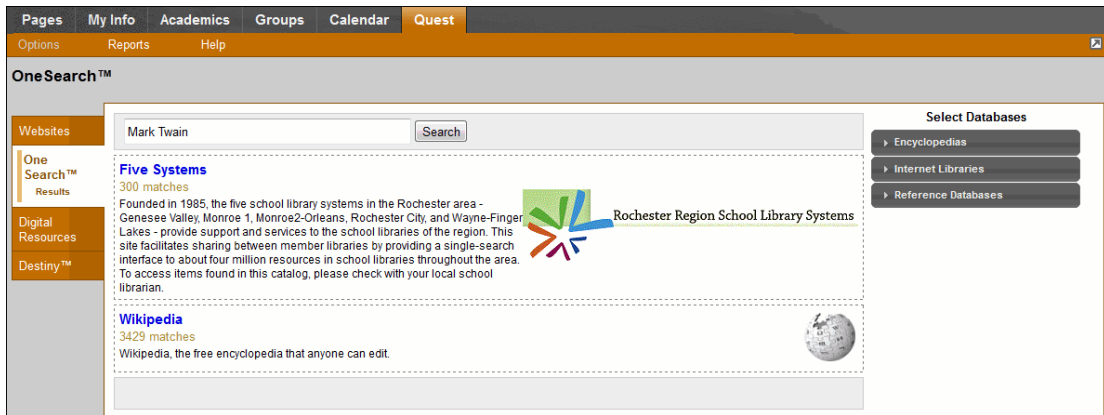 Pages My Info Academics Groups Calendar Quest
Options Reports Help
OneSearch™
Websites
One
Search™
Results
Digital
Resources
Destiny™
Mark Twain Search
Five Systems
300 matches
Founded in 1985, the five school library systems in the Rochester area -
Genesee Valley, Monroe 1, Monroe2-Orleans, Rochester City, and Wayne-Finger
Lakes - provide support and services to the school libraries of the region. This
site facilitates sharing between member libraries by providing a single-search
interface to about four million resources in school libraries throughout the area.
To access items found in this catalog, please check with your local school
librarian.
Rochester Region School Library Systems
Wikipedia
3429 matches
Wikipedia, the free encyclopedia that anyone can edit.
Select Databases
Encyclopedias
Internet Libraries
Reference Databases